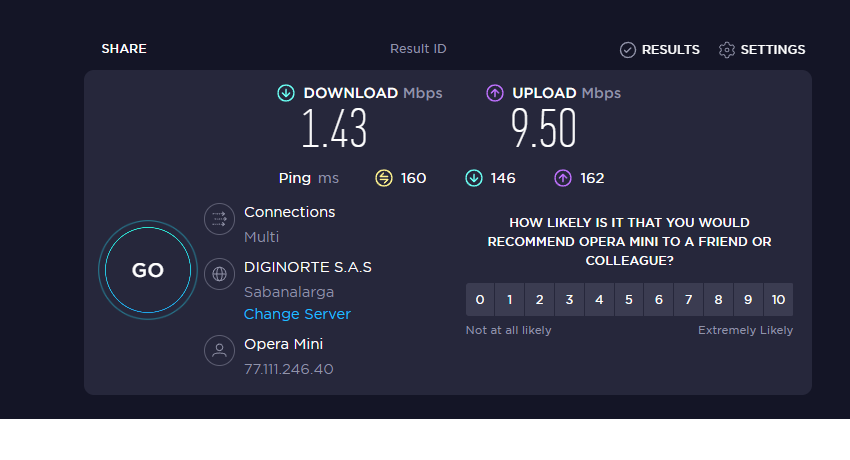 SHARE
Result ID
RESULTS
SETTINGS
DOWNLOAD Mbps
1.43
UPLOAD Mbps
9.50
Ping ms
160
146
162
GO
Connections
Multi
DIGINORTE S.A.S
Sabanalarga
Change Server
Opera Mini
77.111.246.40
HOW LIKELY IS IT THAT YOU WOULD
RECOMMEND OPERA MINI TO A FRIEND OR
COLLEAGUE?
0 1 2 3 4 5 6 7 8 9 10
Not at all likely
Extremely Likely